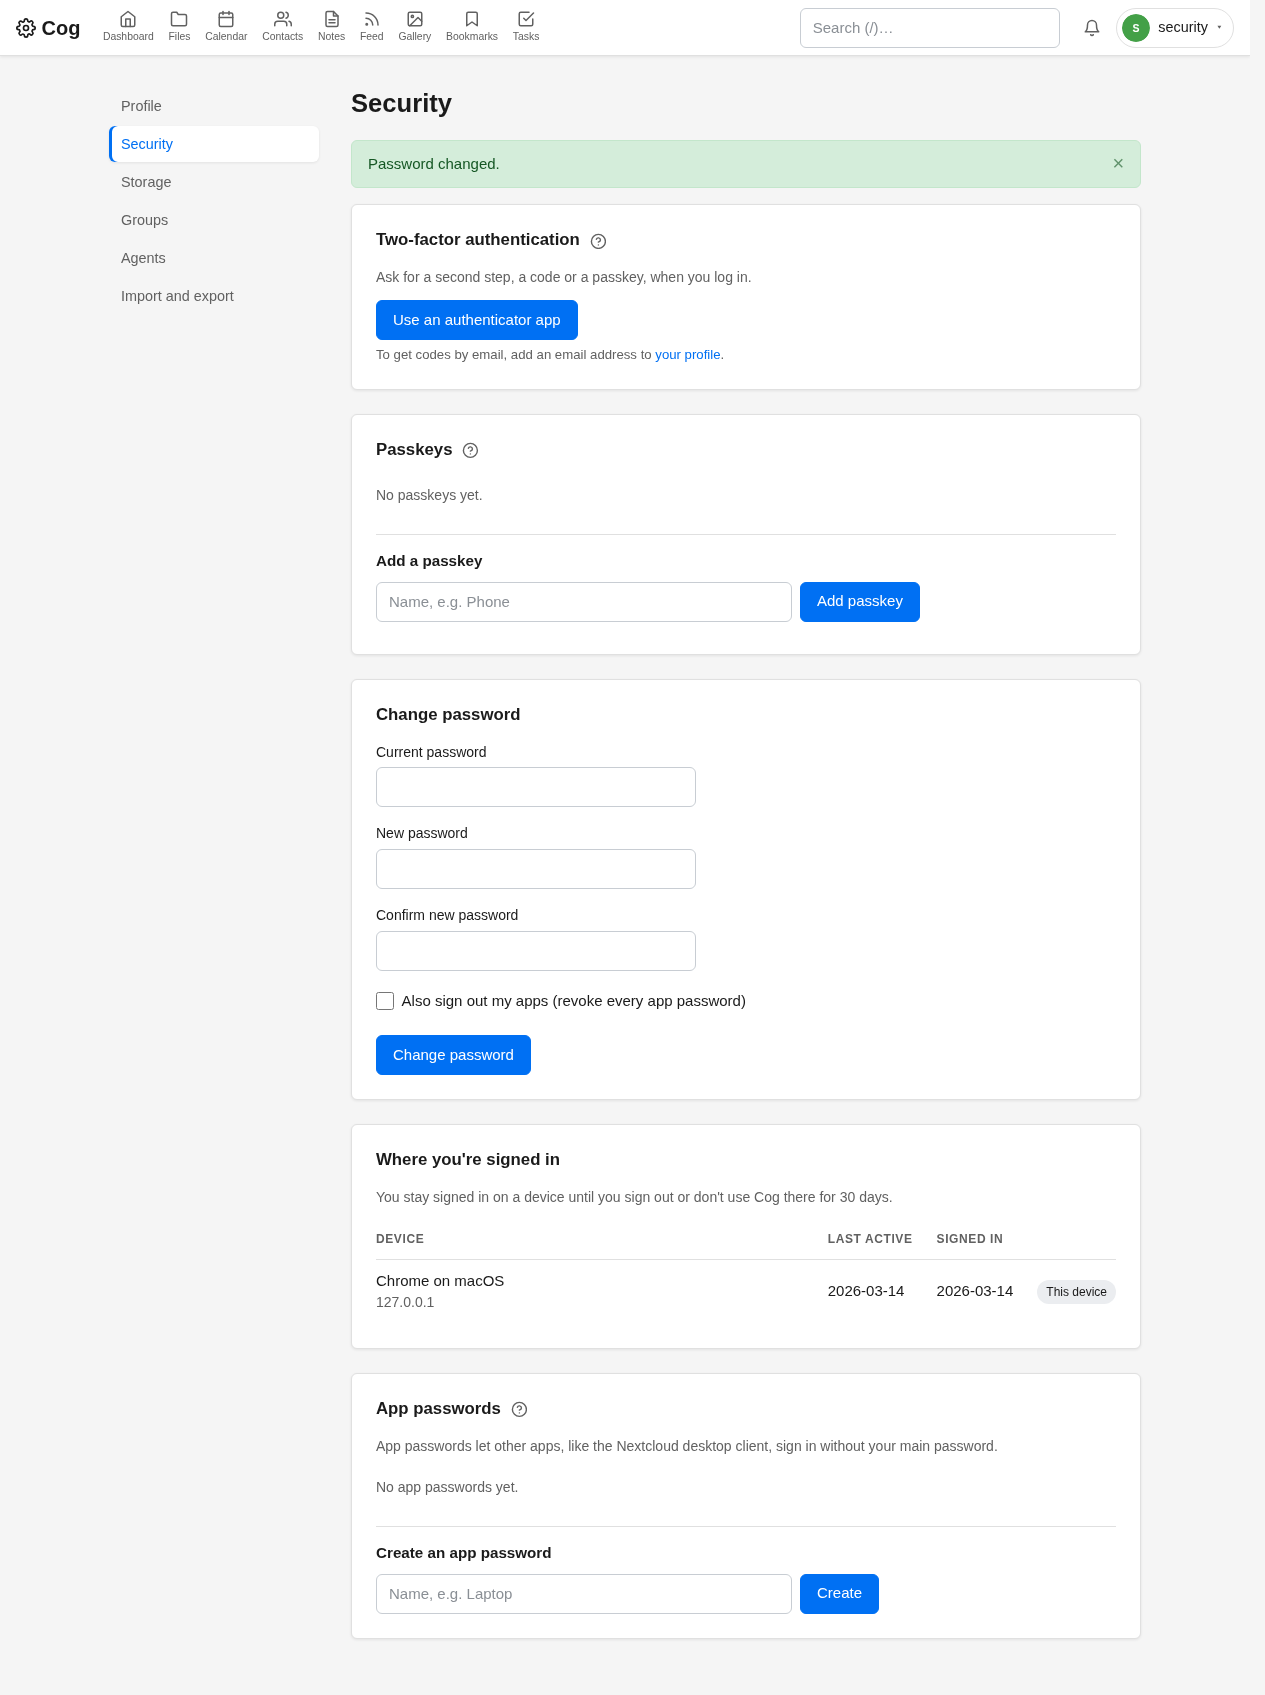 Cog
Dashboard Files Calendar Contacts Notes Feed Gallery Bookmarks Tasks
Search (/)…
S security
Profile
Security
Storage
Groups
Agents
Import and export
Security
Password changed.
Two-factor authentication
Ask for a second step, a code or a passkey, when you log in.
Use an authenticator app
To get codes by email, add an email address to your profile.
Passkeys
No passkeys yet.
Add a passkey
Name, e.g. Phone
Add passkey
Change password
Current password
New password
Confirm new password
Also sign out my apps (revoke every app password)
Change password
Where you're signed in
You stay signed in on a device until you sign out or don't use Cog there for 30 days.
DEVICE LAST ACTIVE SIGNED IN
Chrome on macOS
127.0.0.1
2026-03-14 2026-03-14 This device
App passwords
App passwords let other apps, like the Nextcloud desktop client, sign in without your main password.
No app passwords yet.
Create an app password
Name, e.g. Laptop
Create